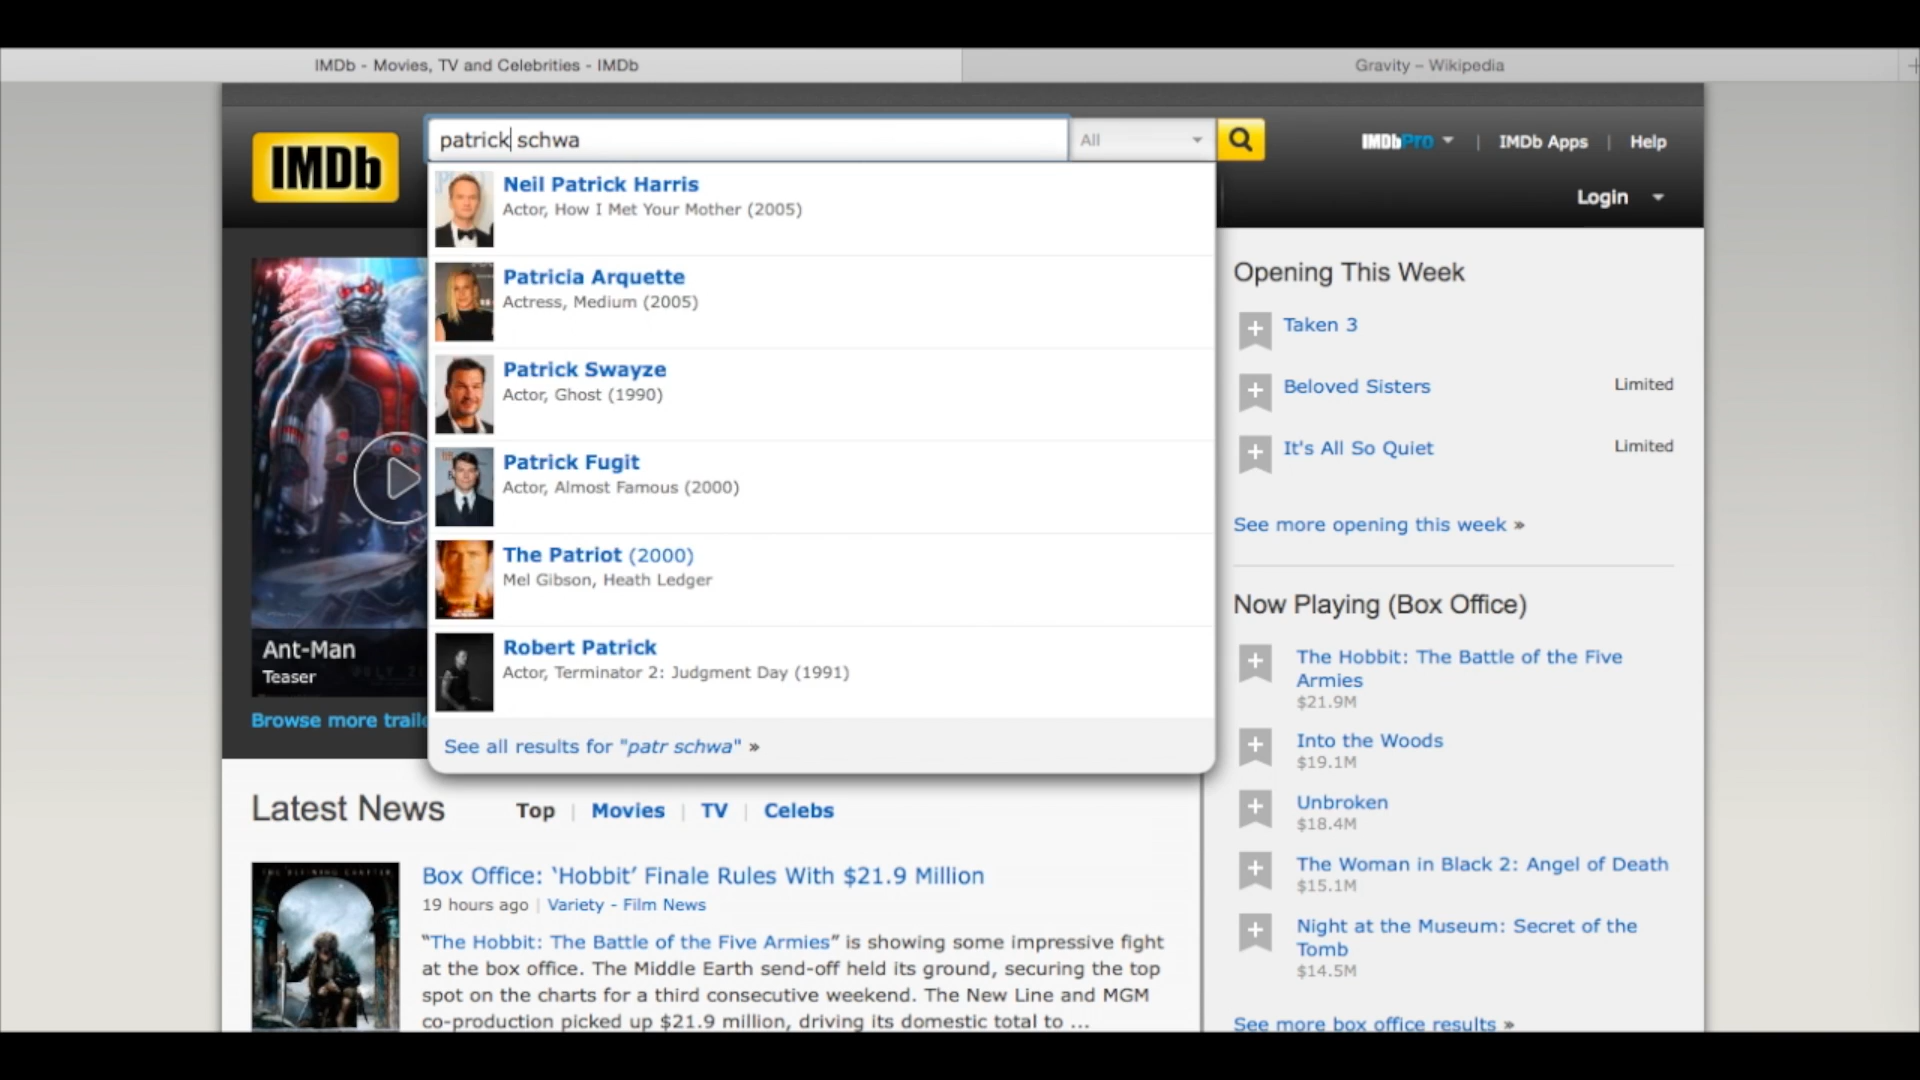 IMDb - Movies, TV and Celebrities - IMDb
Gravity – Wikipedia
IMDb
patrick schwa
All
IMDbPro
IMDb Apps
Help
Login
Neil Patrick Harris
Actor, How I Met Your Mother (2005)
Patricia Arquette
Actress, Medium (2005)
Patrick Swayze
Actor, Ghost (1990)
Patrick Fugit
Actor, Almost Famous (2000)
The Patriot (2000)
Mel Gibson, Heath Ledger
Robert Patrick
Actor, Terminator 2: Judgment Day (1991)
See all results for "patr schwa" »
Ant-Man
Teaser
Browse more traile
Opening This Week
Taken 3
Beloved Sisters Limited
It's All So Quiet Limited
See more opening this week »
Now Playing (Box Office)
The Hobbit: The Battle of the Five
Armies
$21.9M
Into the Woods
$19.1M
Unbroken
$18.4M
The Woman in Black 2: Angel of Death
$15.1M
Night at the Museum: Secret of the
Tomb
$14.5M
See more box office results »
Latest News Top | Movies | TV | Celebs
Box Office: ‘Hobbit’ Finale Rules With $21.9 Million
19 hours ago | Variety - Film News
“The Hobbit: The Battle of the Five Armies” is showing some impressive fight
at the box office. The Middle Earth send-off held its ground, securing the top
spot on the charts for a third consecutive weekend. The New Line and MGM
co-production picked up $21.9 million, driving its domestic total to ...